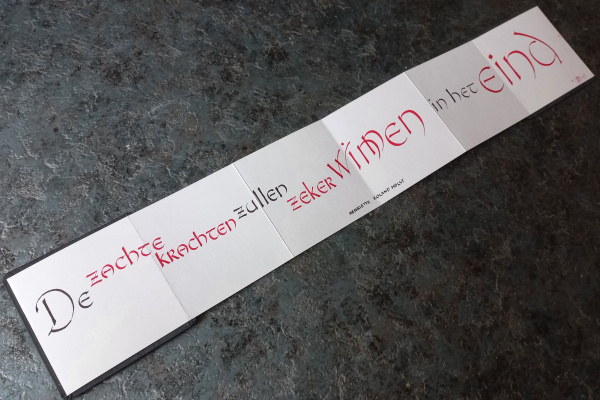 De zachte krachten zullen zeker winnen in het eind
HENRIETTE ROLAND HOLST